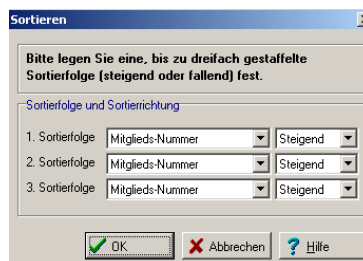 Sortieren
Bitte legen Sie eine, bis zu dreifach gestaffelte
Sortierfolge (steigend oder fallend) fest.
Sortierfolge und Sortierrichtung
1. Sortierfolge Mitglieds-Nummer Steigend
2. Sortierfolge Mitglieds-Nummer Steigend
3. Sortierfolge Mitglieds-Nummer Steigend
OK Abbrechen ? Hilfe